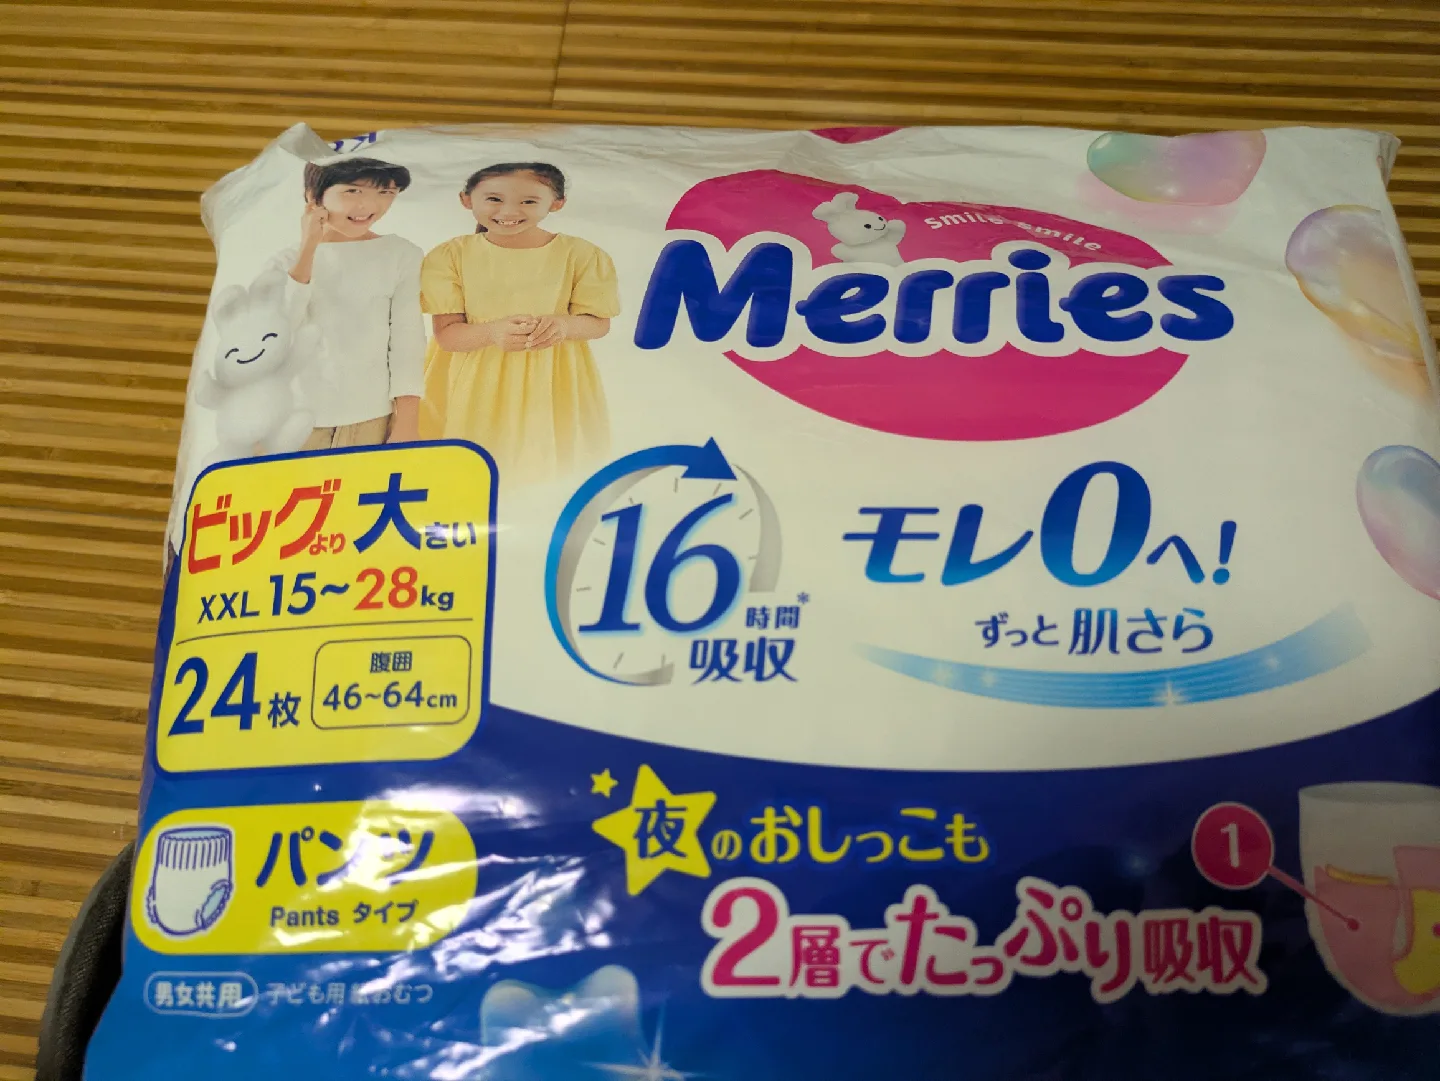 smile smile
Merries
ビッグより大きい
XXL 15~28kg
24枚
腹囲
46~64cm
16
時間*
吸収
モレ0へ!
ずっと肌さら
パンツ
Pants タイプ
男女共用 子ども用紙おむつ
夜のおしっこも
2層でたっぷり吸収
1